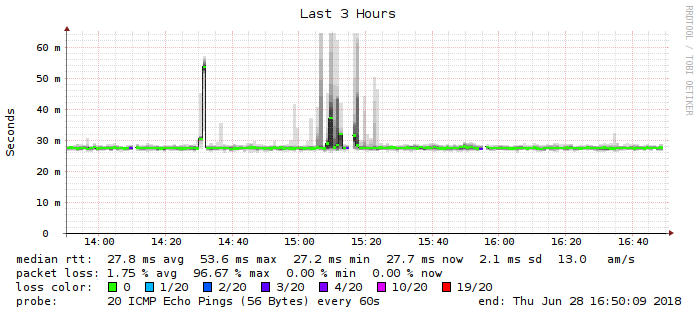 Last 3 Hours
RRDTOOL / TOBI OETIKER
Seconds
60 m
50 m
40 m
30 m
20 m
10 m
0
14:00 14:20 14:40 15:00 15:20 15:40 16:00 16:20 16:40
median rtt: 27.8 ms avg 53.6 ms max 27.2 ms min 27.7 ms now 2.1 ms sd 13.0 am/s
packet loss: 1.75 % avg 96.67 % max 0.00 % min 0.00 % now
loss color: 0 1/20 2/20 3/20 4/20 10/20 19/20
probe: 20 ICMP Echo Pings (56 Bytes) every 60s end: Thu Jun 28 16:50:09 2018